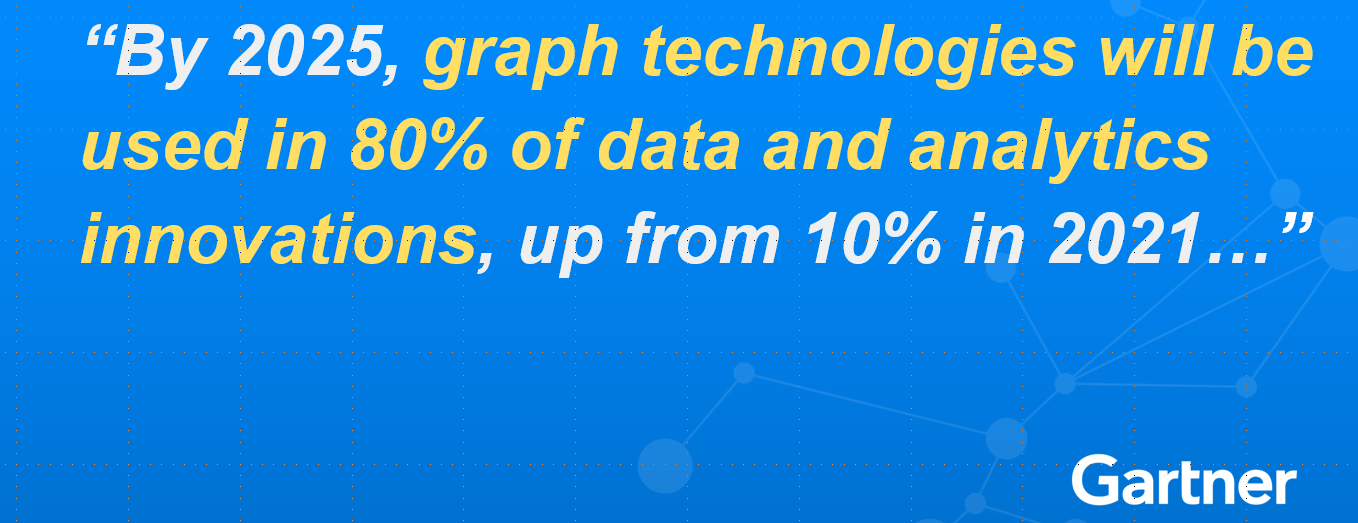 “By 2025, graph technologies will be
used in 80% of data and analytics
innovations, up from 10% in 2021…”
Gartner